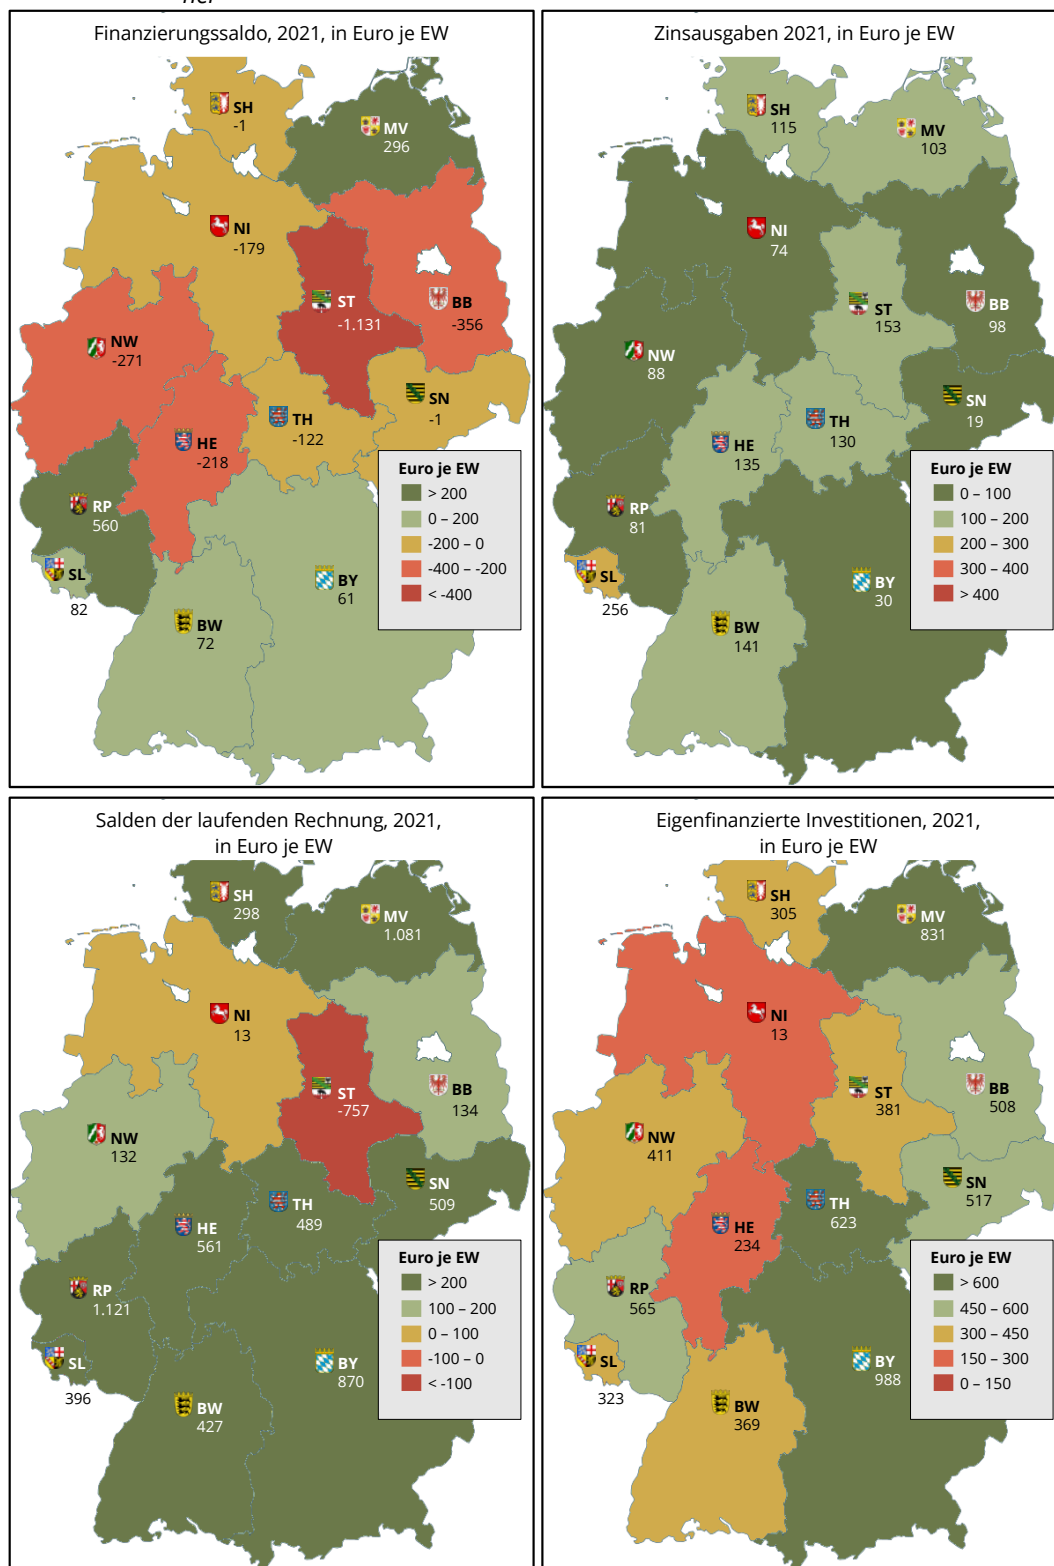 Finanzierungssaldo, 2021, in Euro je EW
SH
-1
MV
296
NI
-179
ST
-1.131
BB
-356
NW
-271
SN
-1
TH
-122
HE
-218
RP
560
SL
82
BY
61
BW
72
Euro je EW
> 200
0 – 200
-200 – 0
-400 – -200
< -400
Zinsausgaben 2021, in Euro je EW
SH
115
MV
103
NI
74
ST
153
BB
98
NW
88
SN
19
TH
130
HE
135
RP
81
SL
256
BY
30
BW
141
Euro je EW
0 – 100
100 – 200
200 – 300
300 – 400
> 400
Salden der laufenden Rechnung, 2021,
in Euro je EW
SH
298
MV
1.081
NI
13
ST
-757
BB
134
NW
132
SN
509
TH
489
HE
561
RP
1.121
SL
396
BY
870
BW
427
Euro je EW
> 200
100 – 200
0 – 100
-100 – 0
< -100
Eigenfinanzierte Investitionen, 2021,
in Euro je EW
SH
305
MV
831
NI
13
ST
381
BB
508
NW
411
SN
517
TH
623
HE
234
RP
565
SL
323
BY
988
BW
369
Euro je EW
> 600
450 – 600
300 – 450
150 – 300
0 – 150